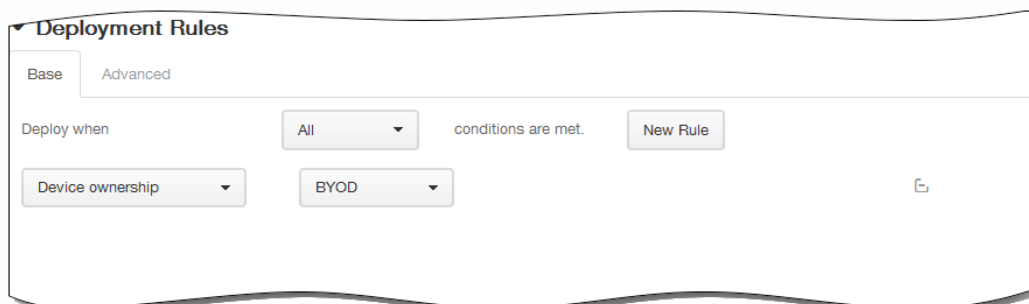 Deployment Rules
Base Advanced
Deploy when All conditions are met. New Rule
Device ownership BYOD